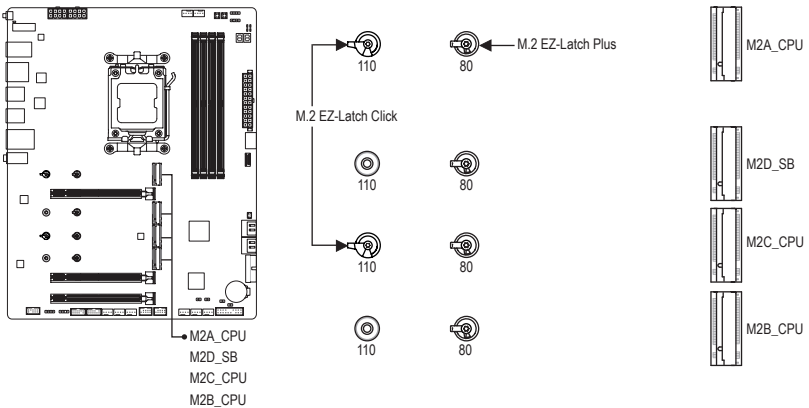 M.2 EZ-Latch Plus
M2A_CPU
110
80
M.2 EZ-Latch Click
M2D_SB
110
80
M2C_CPU
110
80
M2B_CPU
110
80
M2A_CPU
M2D_SB
M2C_CPU
M2B_CPU